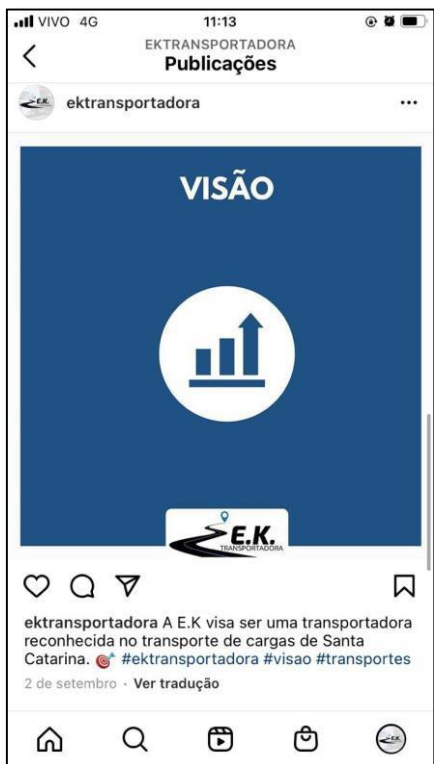 VIVO 4G 11:13
EKTRANSPORTADORA
Publicações
ektransportadora
VISÃO
E.K.
TRANSPORTADORA
ektransportadora A E.K visa ser uma transportadora
reconhecida no transporte de cargas de Santa
Catarina. 🎯 #ektransportadora #visao #transportes
2 de setembro · Ver tradução